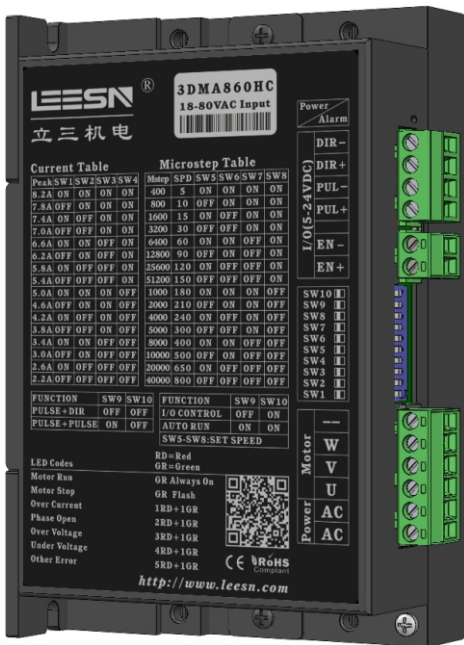 LEESN ®
立三机电
3DMA860HC
18-80VAC Input
Power
Alarm
Current Table
Peak SW1 SW2 SW3 SW4
8.2A ON ON ON ON
7.8A OFF ON ON ON
7.4A ON OFF ON ON
7.0A OFF OFF ON ON
6.6A ON ON OFF ON
6.2A OFF ON OFF ON
5.8A ON OFF OFF ON
5.4A OFF OFF OFF ON
5.0A ON ON ON OFF
4.6A OFF ON ON OFF
4.2A ON OFF ON OFF
3.8A OFF OFF ON OFF
3.4A ON ON OFF OFF
3.0A OFF ON OFF OFF
2.6A ON OFF OFF OFF
2.2A OFF OFF OFF OFF
Microstep Table
Mstep SPD SW5 SW6 SW7 SW8
400 5 ON ON ON ON
800 10 OFF ON ON ON
1600 15 ON OFF ON ON
3200 30 OFF OFF ON ON
6400 60 ON ON OFF ON
12800 90 OFF ON OFF ON
25600 120 ON OFF OFF ON
51200 150 OFF OFF OFF ON
1000 180 ON ON ON OFF
2000 210 OFF ON ON OFF
4000 240 ON OFF ON OFF
5000 300 OFF OFF ON OFF
8000 400 ON ON OFF OFF
10000 500 OFF ON OFF OFF
20000 650 ON OFF OFF OFF
40000 800 OFF OFF OFF OFF
FUNCTION SW9 SW10
PULSE+DIR OFF OFF
PULSE+PULSE ON OFF
FUNCTION SW9 SW10
I/O CONTROL OFF ON
AUTO RUN ON ON
SW5-SW8:SET SPEED
LED Codes
RD=Red
GR=Green
Motor Run GR Always On
Motor Stop GR Flash
Over Current 1RD+1GR
Phase Open 2RD+1GR
Over Voltage 3RD+1GR
Under Voltage 4RD+1GR
Other Error 5RD+1GR
CE RoHS
Compliant
http://www.leesn.com
I/O(5-24VDC)
DIR-
DIR+
PUL-
PUL+
EN-
EN+
SW10
SW9
SW8
SW7
SW6
SW5
SW4
SW3
SW2
SW1
Motor
--
W
V
U
Power
AC
AC